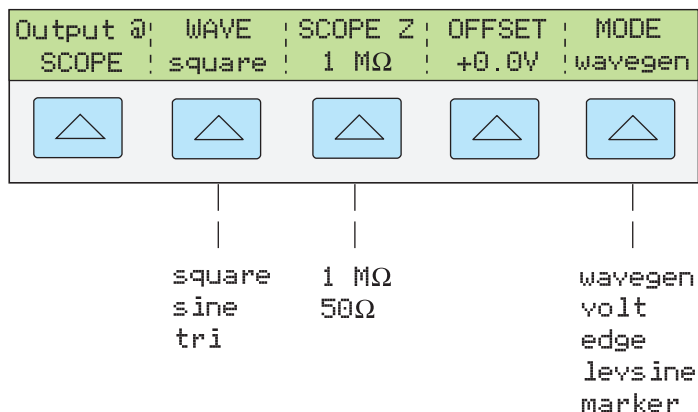 Output @ WAVE SCOPE Z OFFSET MODE
SCOPE square 1 MΩ +0.0V wavegen
square 1 MΩ wavegen
sine 50Ω volt
tri edge
levsine
marker